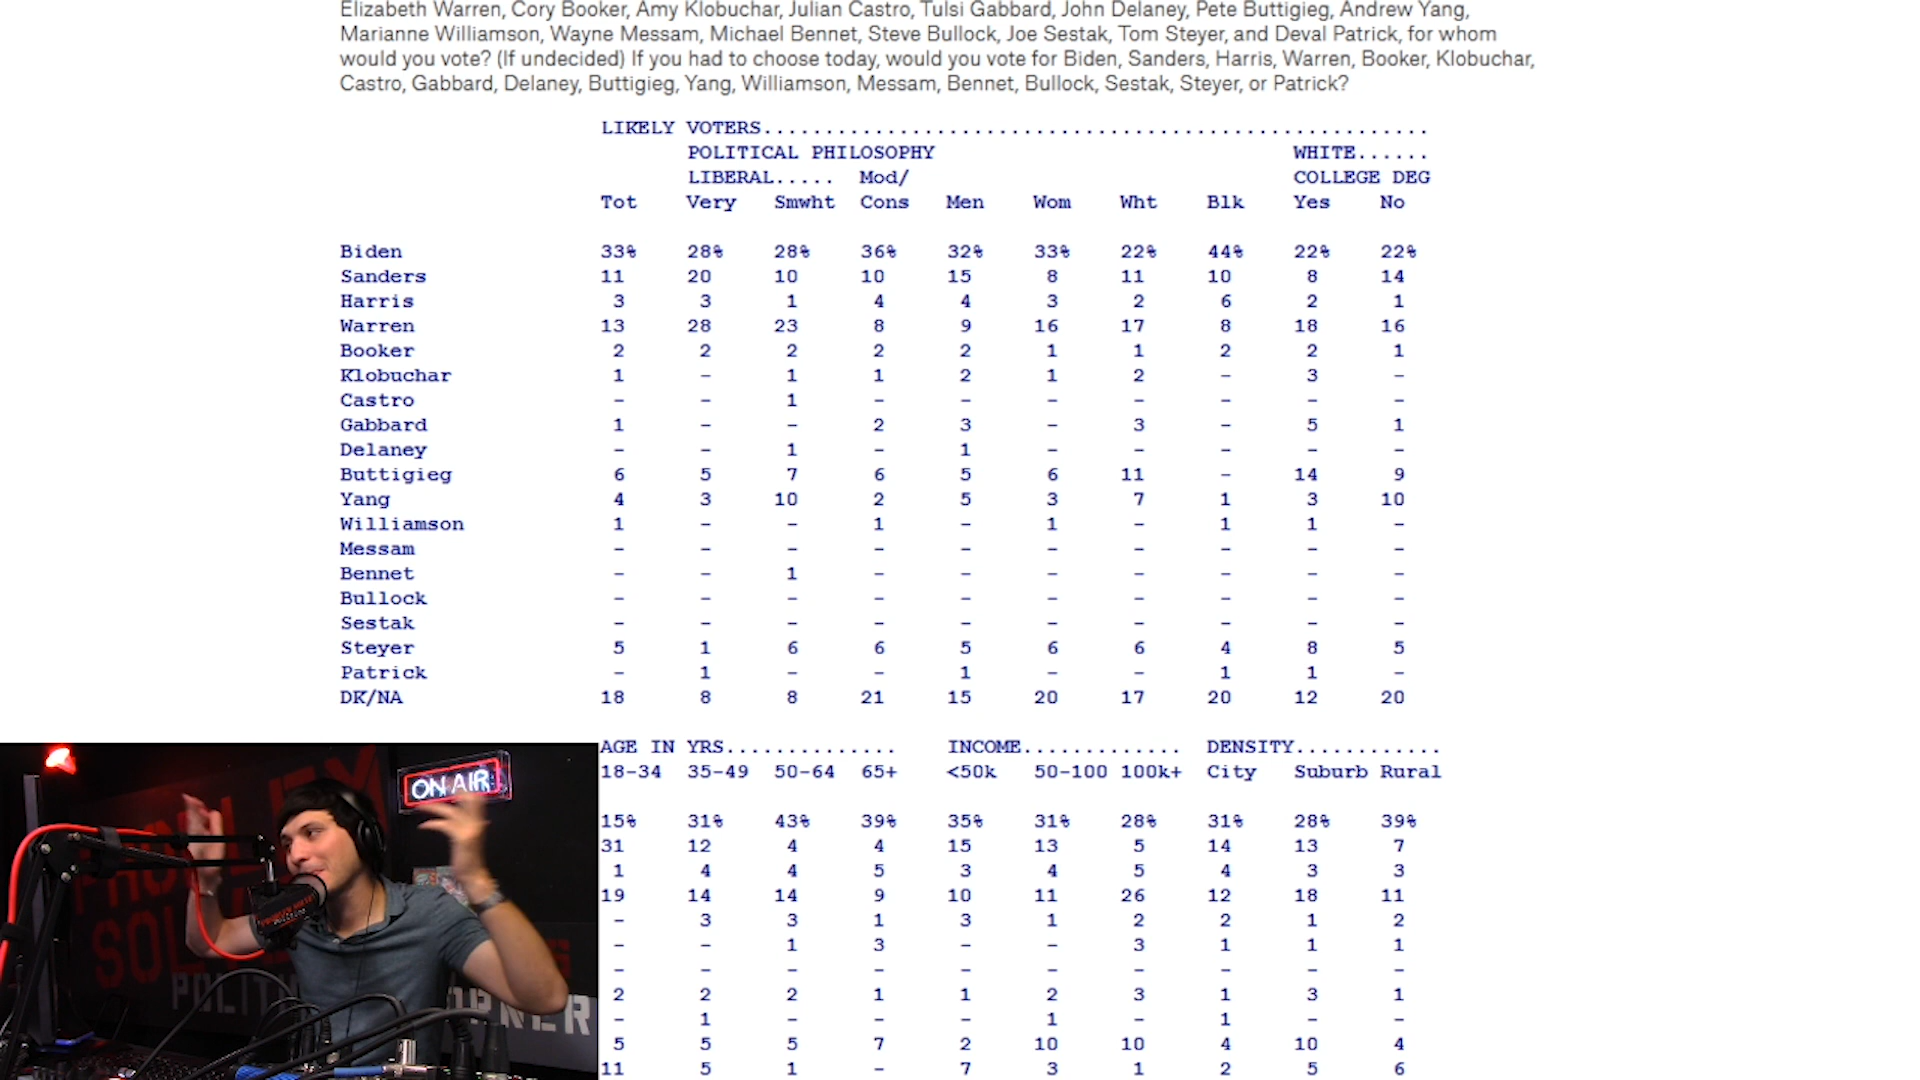 Elizabeth Warren, Cory Booker, Amy Klobuchar, Julian Castro, Tulsi Gabbard, John Delaney, Pete Buttigieg, Andrew Yang,
Marianne Williamson, Wayne Messam, Michael Bennet, Steve Bullock, Joe Sestak, Tom Steyer, and Deval Patrick, for whom
would you vote? (If undecided) If you had to choose today, would you vote for Biden, Sanders, Harris, Warren, Booker, Klobuchar,
Castro, Gabbard, Delaney, Buttigieg, Yang, Williamson, Messam, Bennet, Bullock, Sestak, Steyer, or Patrick?
LIKELY VOTERS......................................................
POLITICAL PHILOSOPHY WHITE......
LIBERAL..... Mod/ COLLEGE DEG
Tot Very Smwht Cons Men Wom Wht Blk Yes No
Biden 33% 28% 28% 36% 32% 33% 22% 44% 22% 22%
Sanders 11 20 10 10 15 8 11 10 8 14
Harris 3 3 1 4 4 3 2 6 2 1
Warren 13 28 23 8 9 16 17 8 18 16
Booker 2 2 2 2 2 1 1 2 2 1
Klobuchar 1 - 1 1 2 1 2 - 3 -
Castro - - 1 - - - - - - -
Gabbard 1 - - 2 3 - 3 - 5 1
Delaney - - 1 - 1 - - - - -
Buttigieg 6 5 7 6 5 6 11 - 14 9
Yang 4 3 10 2 5 3 7 1 3 10
Williamson 1 - - 1 - 1 - 1 1 -
Messam - - - - - - - - - -
Bennet - - 1 - - - - - - -
Bullock - - - - - - - - - -
Sestak - - - - - - - - - -
Steyer 5 1 6 6 5 6 6 4 8 5
Patrick - 1 - - 1 - - 1 1 -
DK/NA 18 8 8 21 15 20 17 20 12 20
AGE IN YRS.............. INCOME............. DENSITY............
18-34 35-49 50-64 65+ <50k 50-100 100k+ City Suburb Rural
15% 31% 43% 39% 35% 31% 28% 31% 28% 39%
31 12 4 4 15 13 5 14 13 7
1 4 4 5 3 4 5 4 3 3
19 14 14 9 10 11 26 12 18 11
- 3 3 1 3 1 2 2 1 2
- - 1 3 - - 3 1 1 1
- - - - - - - - - -
2 2 2 1 1 2 3 1 3 1
- 1 - - - 1 - 1 - -
5 5 5 7 2 10 10 4 10 4
11 5 1 - 7 3 1 2 5 6
ON AIR